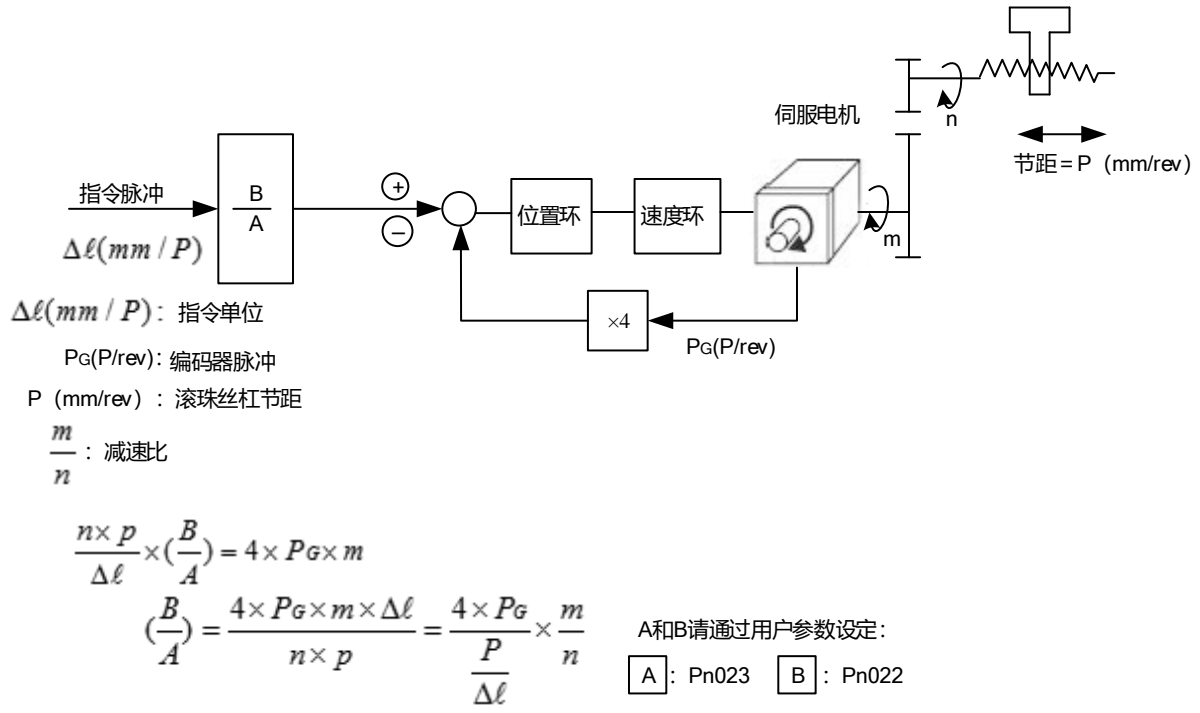 伺服电机
n
节距 = P (mm/rev)
指令脉冲
B
A
+
−
位置环
速度环
m
Δℓ(mm / P)
×4
PG(P/rev)
Δℓ(mm / P): 指令单位
PG(P/rev): 编码器脉冲
P (mm/rev) : 滚珠丝杠节距
m/n : 减速比
n× p/Δℓ ×(B/A) = 4× PG× m
(B/A) = 4× PG× m × Δℓ/n× p = 4× PG/(P/Δℓ) × m/n
A和B请通过用户参数设定:
A : Pn023 B : Pn022